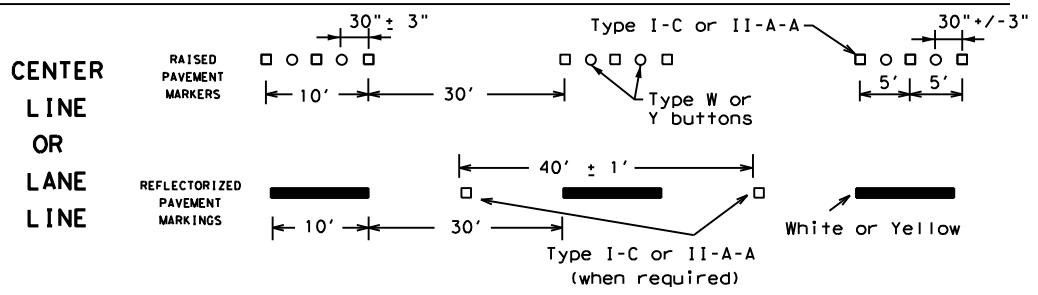 CENTER
LINE
OR
LANE
LINE
RAISED
PAVEMENT
MARKERS
30" ± 3"
10'
30'
Type I-C or II-A-A
Type W or
Y buttons
30"+/-3"
5'
5'
REFLECTORIZED
PAVEMENT
MARKINGS
40' ± 1'
10'
30'
Type I-C or II-A-A
(when required)
White or Yellow